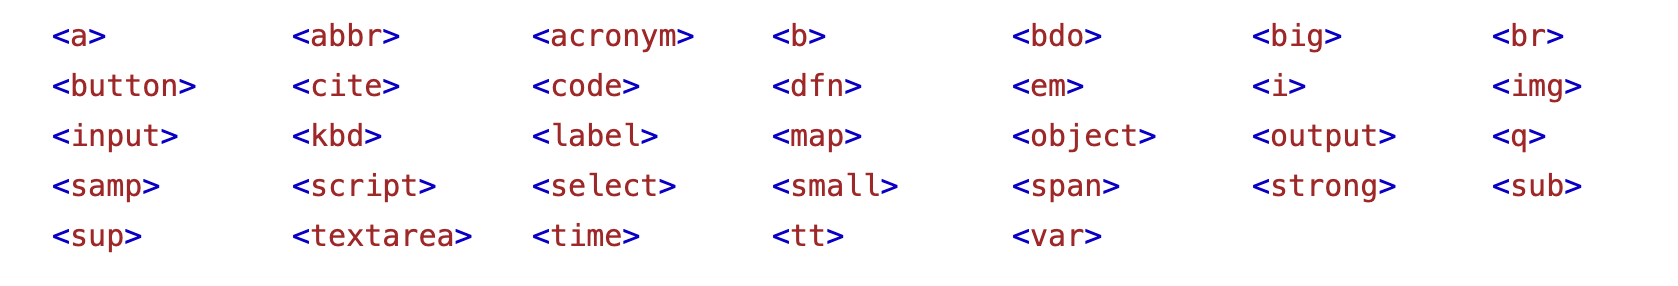 <a> <abbr> <acronym> <b> <bdo> <big> <br>
<button> <cite> <code> <dfn> <em> <i> <img>
<input> <kbd> <label> <map> <object> <output> <q>
<samp> <script> <select> <small> <span> <strong> <sub>
<sup> <textarea> <time> <tt> <var>